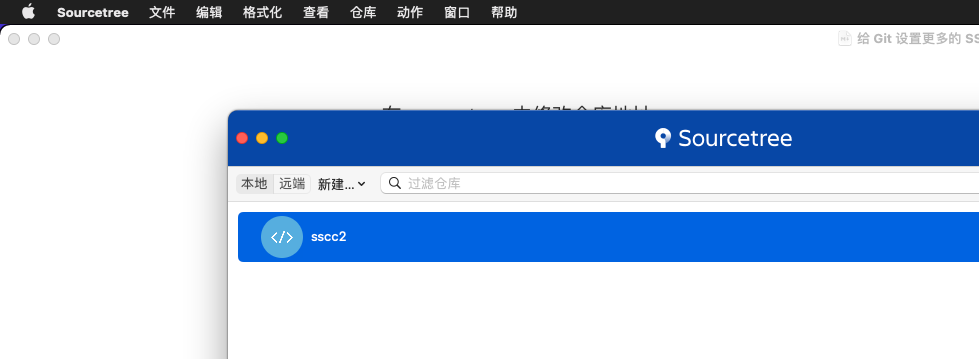 Sourcetree 文件 编辑 格式化 查看 仓库 动作 窗口 帮助
给 Git 设置更多的 SS
Sourcetree
本地 远端 新建... 过滤仓库
</> sscc2